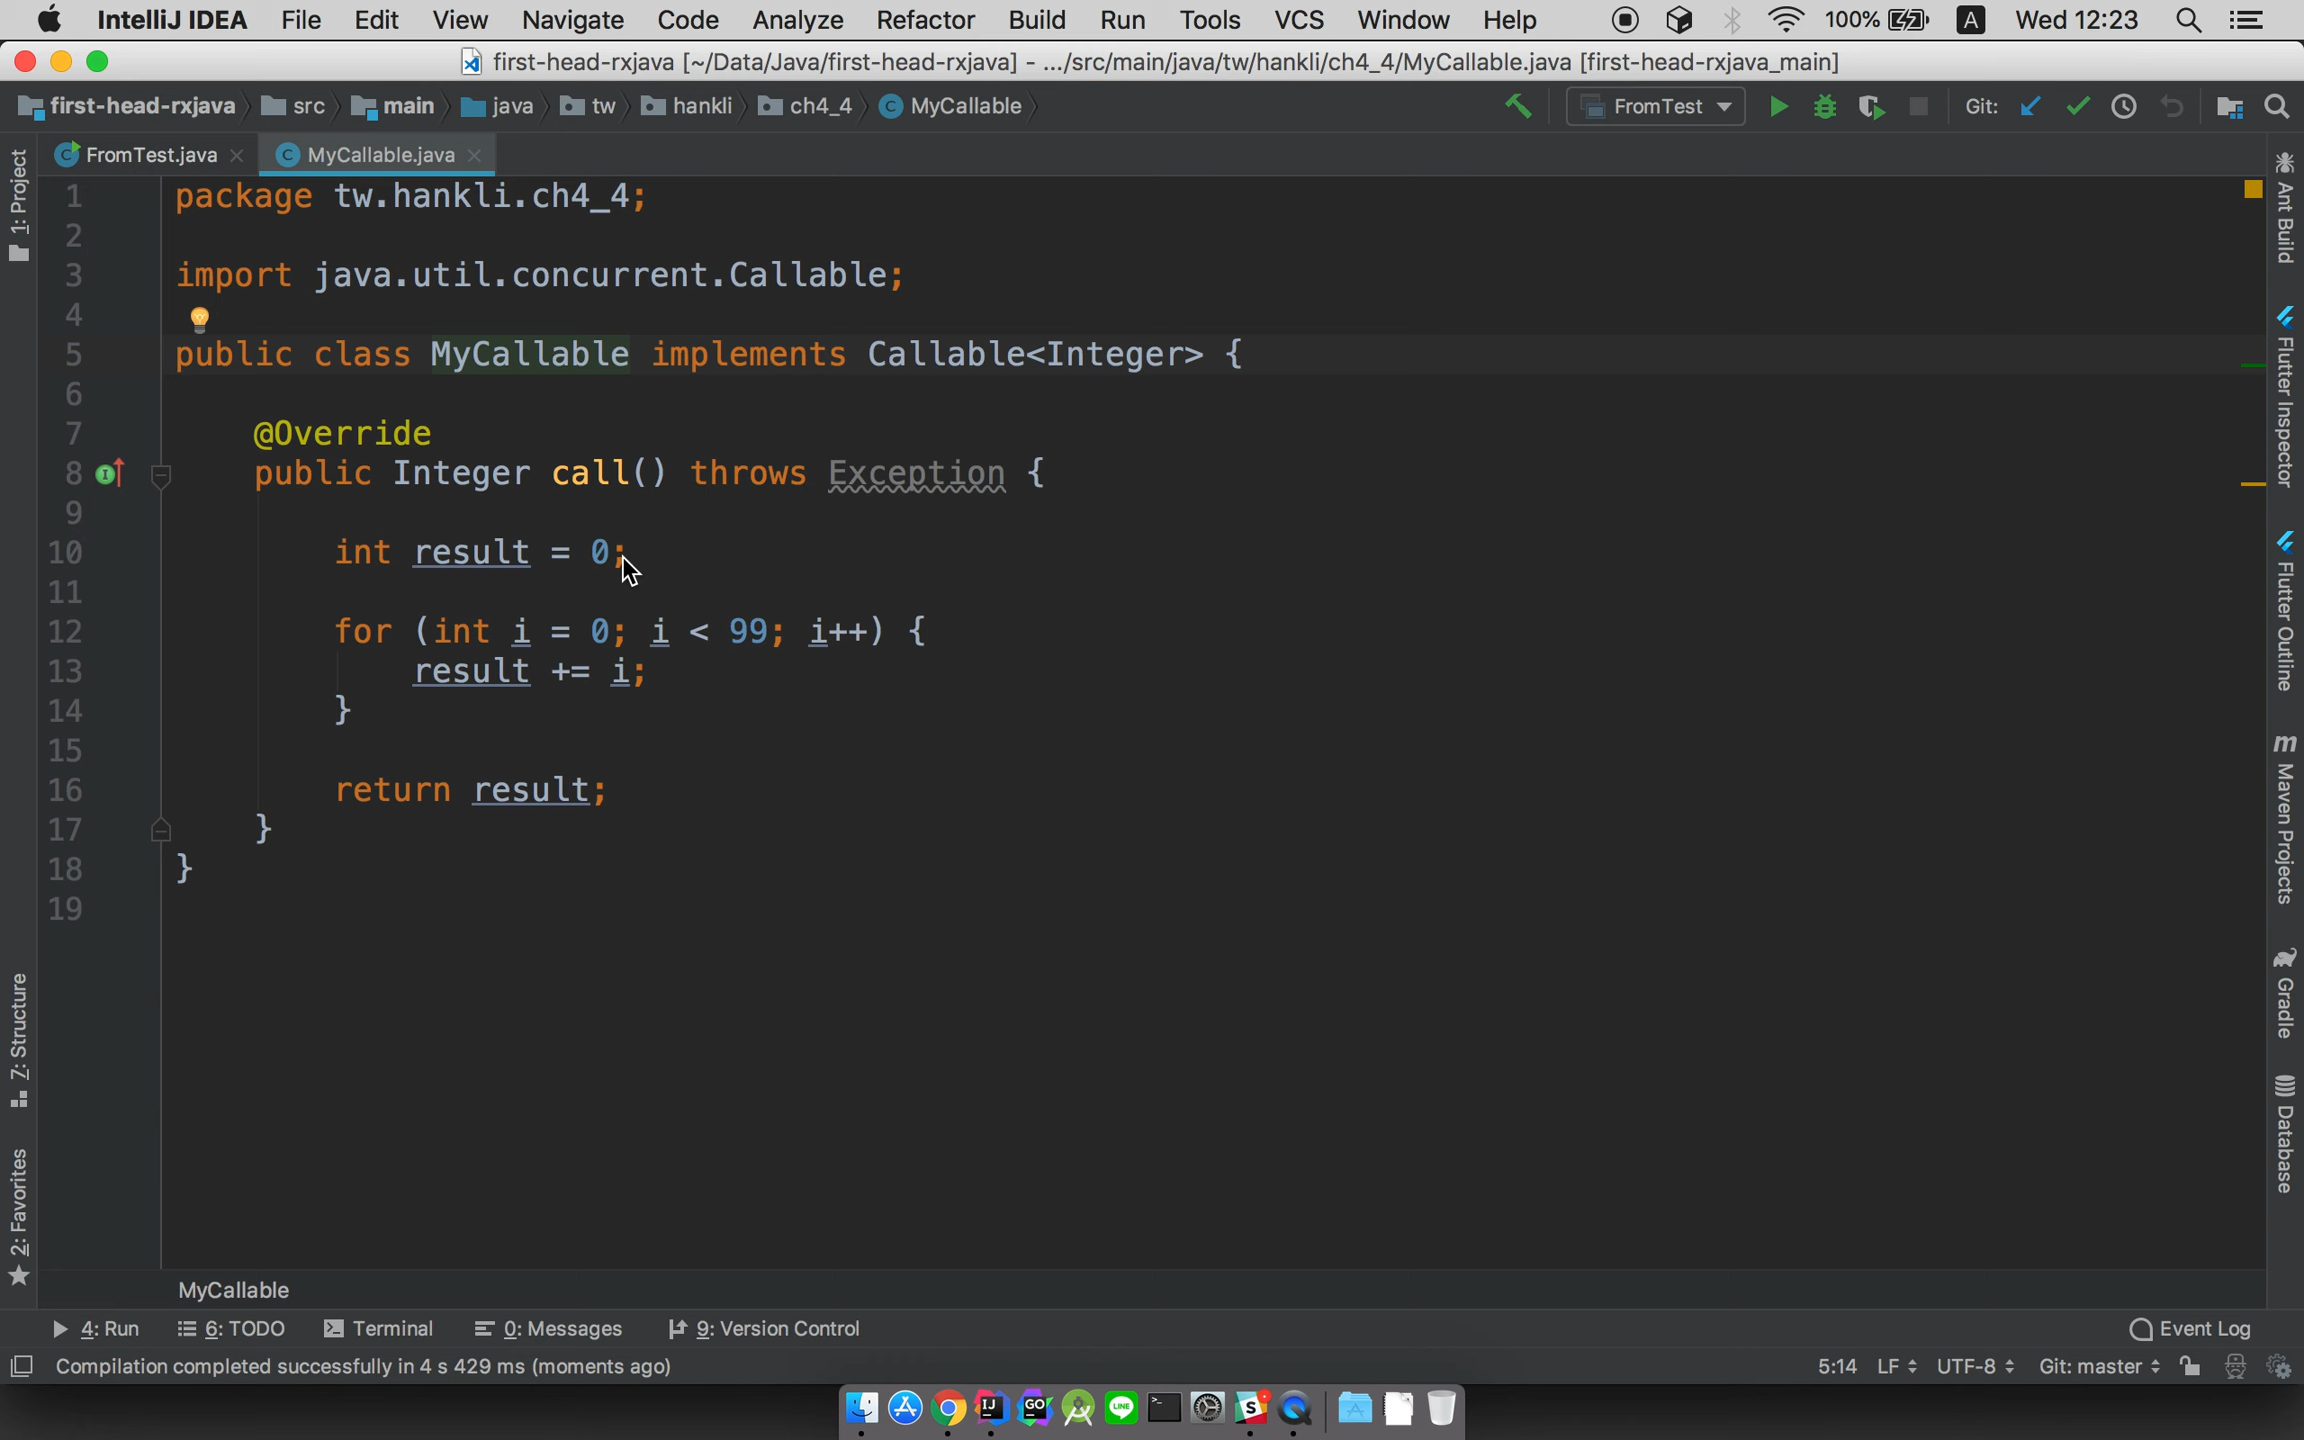 IntelliJ IDEA File Edit View Navigate Code Analyze Refactor Build Run Tools VCS Window Help 100% A Wed 12:23
first-head-rxjava [~/Data/Java/first-head-rxjava] - .../src/main/java/tw/hankli/ch4_4/MyCallable.java [first-head-rxjava_main]
first-head-rxjava src main java tw hankli ch4_4 MyCallable FromTest Git:
FromTest.java MyCallable.java
1 package tw.hankli.ch4_4;
2
3 import java.util.concurrent.Callable;
4
5 public class MyCallable implements Callable<Integer> {
6
7 @Override
8 public Integer call() throws Exception {
9
10 int result = 0;
11
12 for (int i = 0; i < 99; i++) {
13 result += i;
14 }
15
16 return result;
17 }
18 }
19
1: Project
7: Structure
2: Favorites
Ant Build
Flutter Inspector
Flutter Outline
Maven Projects
Gradle
Database
MyCallable
4: Run 6: TODO Terminal 0: Messages 9: Version Control Event Log
Compilation completed successfully in 4 s 429 ms (moments ago) 5:14 LF UTF-8 Git: master
IJ GO LINE S